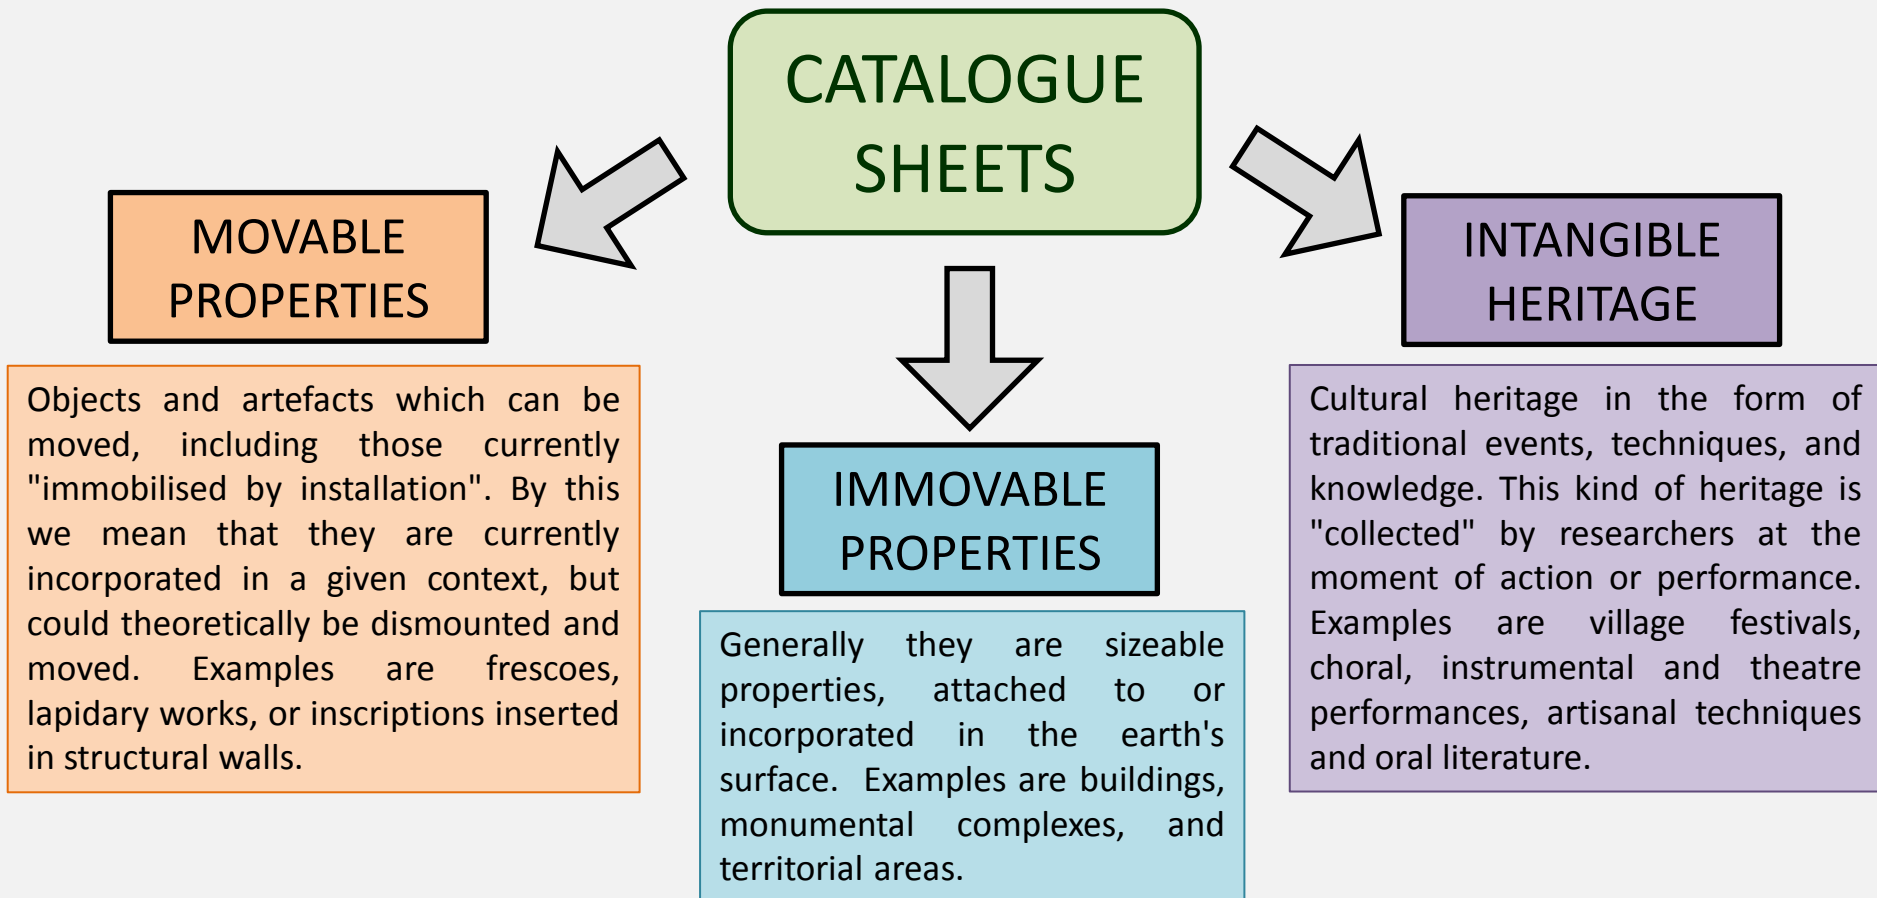 CATALOGUE
SHEETS
MOVABLE
PROPERTIES
Objects and artefacts which can be
moved, including those currently
"immobilised by installation". By this
we mean that they are currently
incorporated in a given context, but
could theoretically be dismounted and
moved. Examples are frescoes,
lapidary works, or inscriptions inserted
in structural walls.
IMMOVABLE
PROPERTIES
Generally they are sizeable
properties, attached to or
incorporated in the earth's
surface. Examples are buildings,
monumental complexes, and
territorial areas.
INTANGIBLE
HERITAGE
Cultural heritage in the form of
traditional events, techniques, and
knowledge. This kind of heritage is
"collected" by researchers at the
moment of action or performance.
Examples are village festivals,
choral, instrumental and theatre
performances, artisanal techniques
and oral literature.